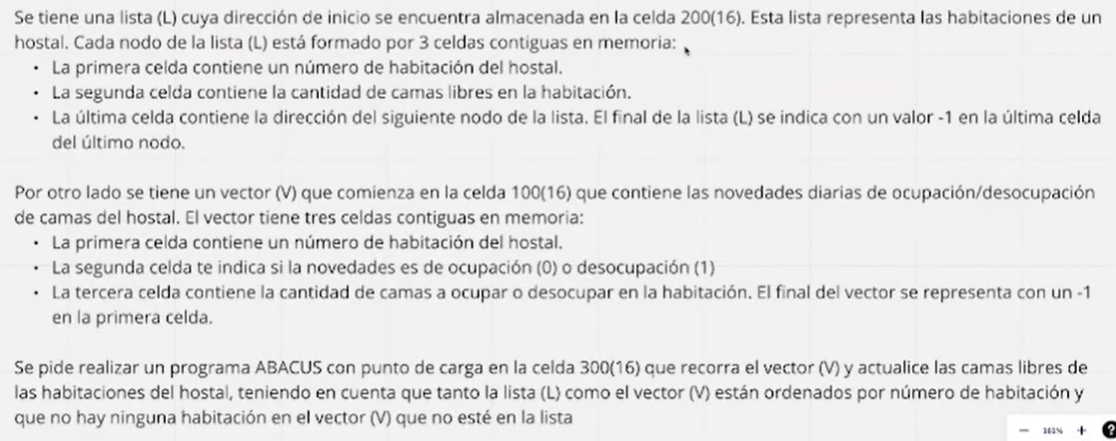 Se tiene una lista (L) cuya dirección de inicio se encuentra almacenada en la celda 200(16). Esta lista representa las habitaciones de un
hostal. Cada nodo de la lista (L) está formado por 3 celdas contiguas en memoria:
• La primera celda contiene un número de habitación del hostal.
• La segunda celda contiene la cantidad de camas libres en la habitación.
• La última celda contiene la dirección del siguiente nodo de la lista. El final de la lista (L) se indica con un valor -1 en la última celda
del último nodo.
Por otro lado se tiene un vector (V) que comienza en la celda 100(16) que contiene las novedades diarias de ocupación/desocupación
de camas del hostal. El vector tiene tres celdas contiguas en memoria:
• La primera celda contiene un número de habitación del hostal.
• La segunda celda te indica si la novedades es de ocupación (0) o desocupación (1)
• La tercera celda contiene la cantidad de camas a ocupar o desocupar en la habitación. El final del vector se representa con un -1
en la primera celda.
Se pide realizar un programa ABACUS con punto de carga en la celda 300(16) que recorra el vector (V) y actualice las camas libres de
las habitaciones del hostal, teniendo en cuenta que tanto la lista (L) como el vector (V) están ordenados por número de habitación y
que no hay ninguna habitación en el vector (V) que no esté en la lista